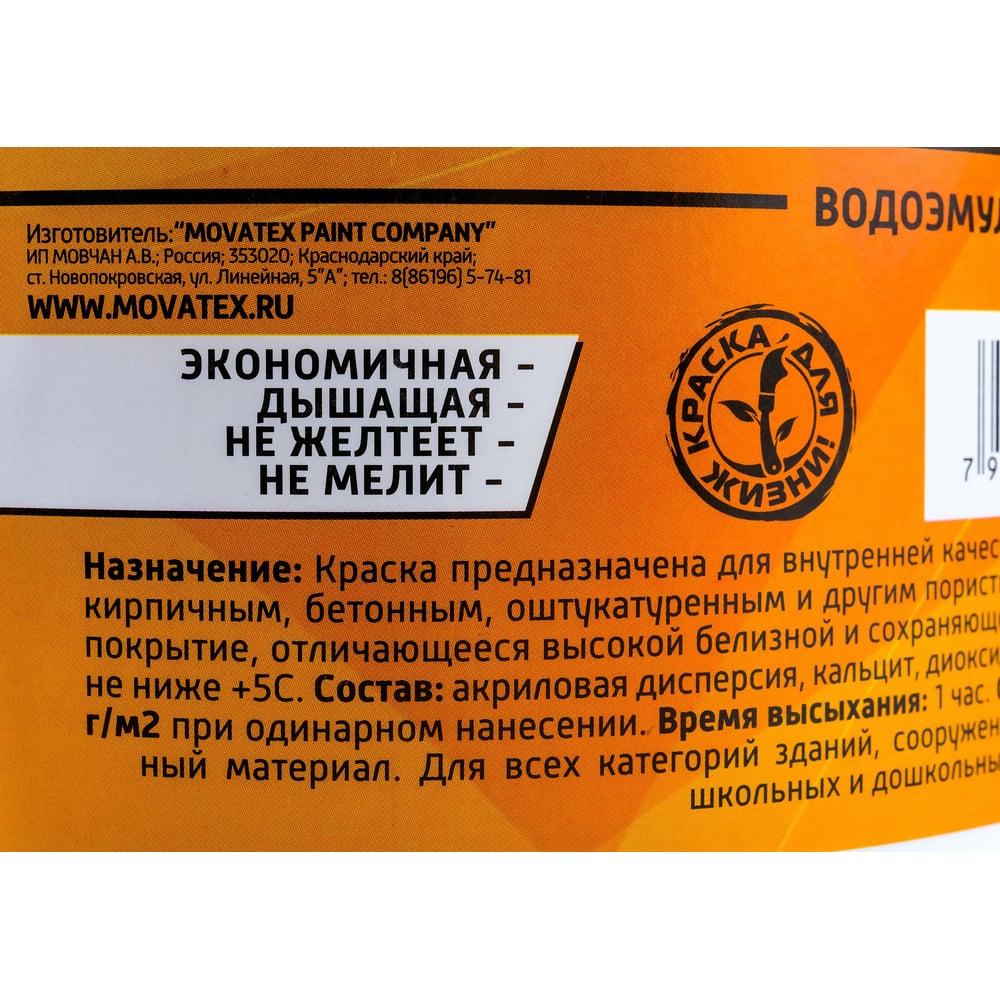 ВОДОЭМУЛ
Изготовитель:“MOVATEX PAINT COMPANY”
ИП МОВЧАН А.В.; Россия; 353020; Краснодарский край;
ст. Новопокровская, ул. Линейная, 5”А”; тел.: 8(86196) 5-74-81
WWW.MOVATEX.RU
ЭКОНОМИЧНАЯ -
ДЫШАЩАЯ -
НЕ ЖЕЛТЕЕТ -
НЕ МЕЛИТ -
КРАСКА ДЛЯ ЖИЗНИ!
79
Назначение: Краска предназначена для внутренней качес
кирпичным, бетонным, оштукатуренным и другим порист
покрытие, отличающееся высокой белизной и сохраняюще
не ниже +5С. Состав: акриловая дисперсия, кальцит, диокси
г/м2 при одинарном нанесении. Время высыхания: 1 час.
ный материал. Для всех категорий зданий, сооружен
школьных и дошкольны